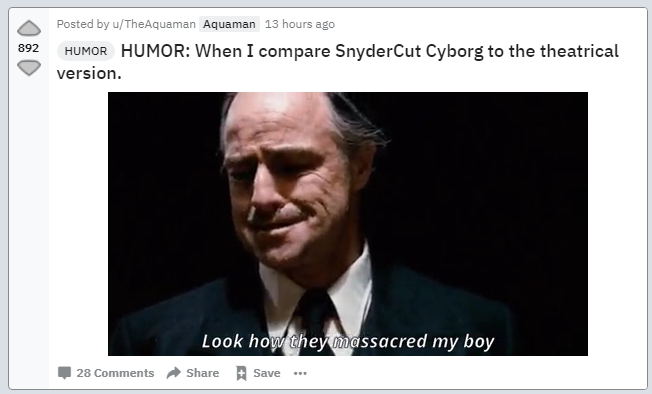 Posted by u/TheAquaman Aquaman 13 hours ago
892
HUMOR HUMOR: When I compare SnyderCut Cyborg to the theatrical
version.
Look how they massacred my boy
28 Comments Share Save